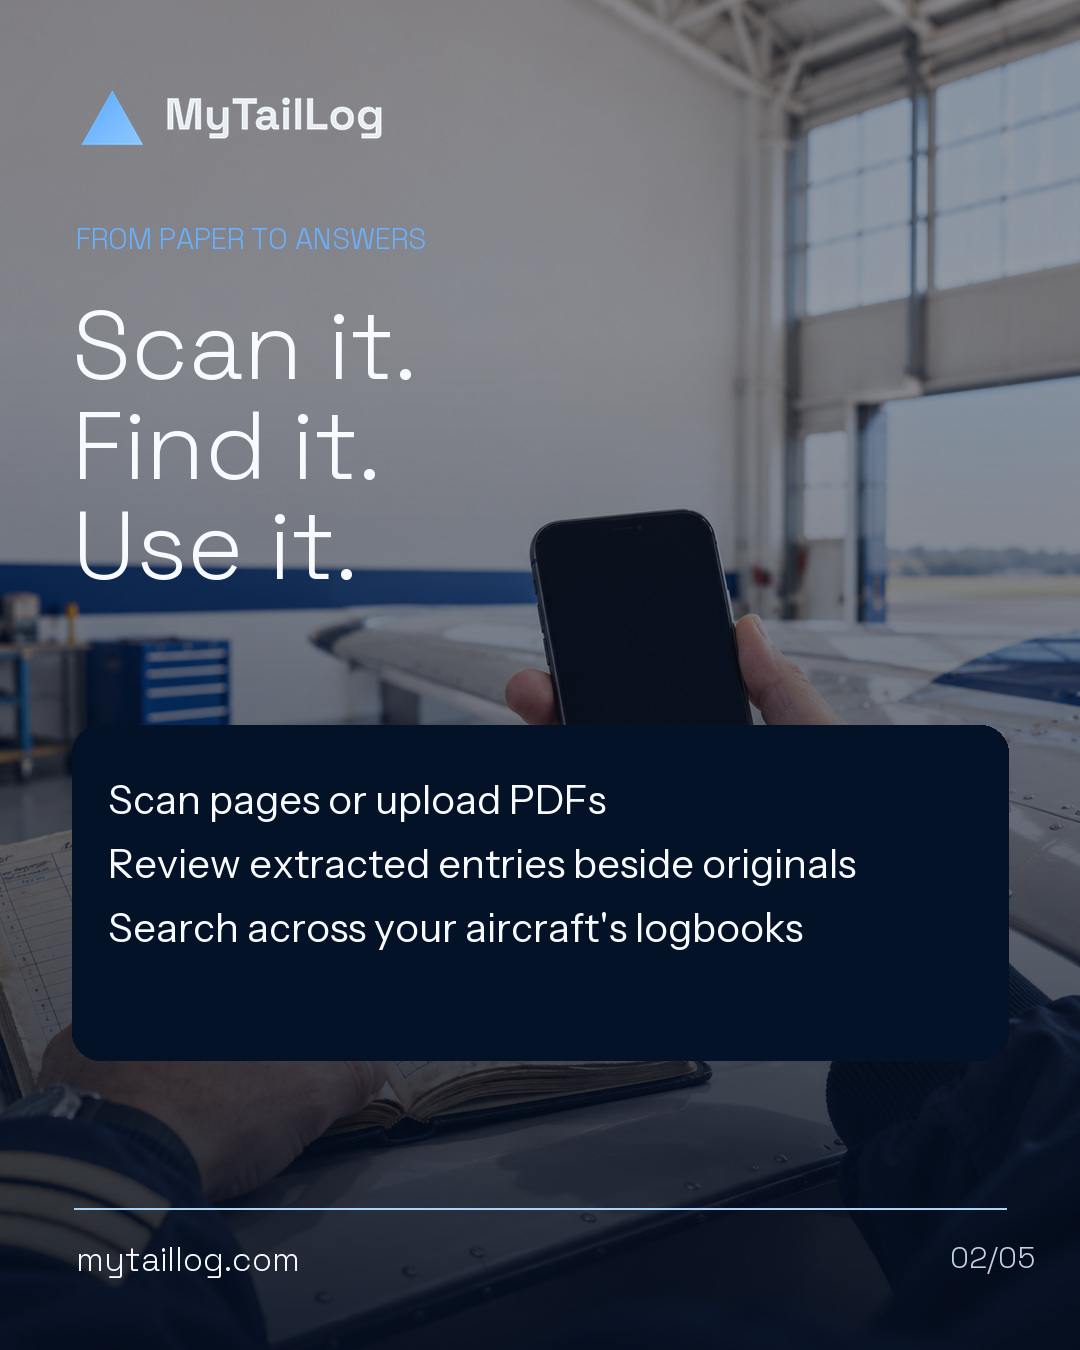 MyTailLog
FROM PAPER TO ANSWERS
Scan it.
Find it.
Use it.
Scan pages or upload PDFs
Review extracted entries beside originals
Search across your aircraft's logbooks
mytaillog.com
02/05